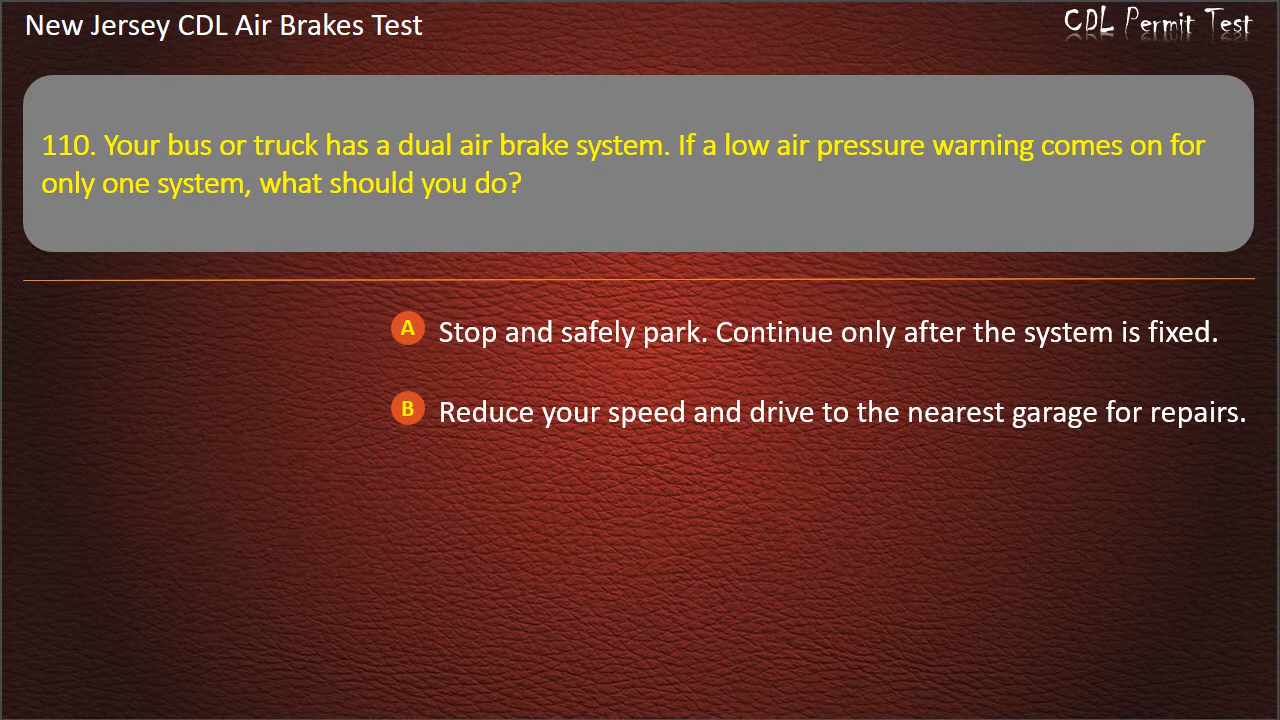 New Jersey CDL Air Brakes Test
CDL Permit Test
110. Your bus or truck has a dual air brake system. If a low air pressure warning comes on for
only one system, what should you do?
A Stop and safely park. Continue only after the system is fixed.
B Reduce your speed and drive to the nearest garage for repairs.